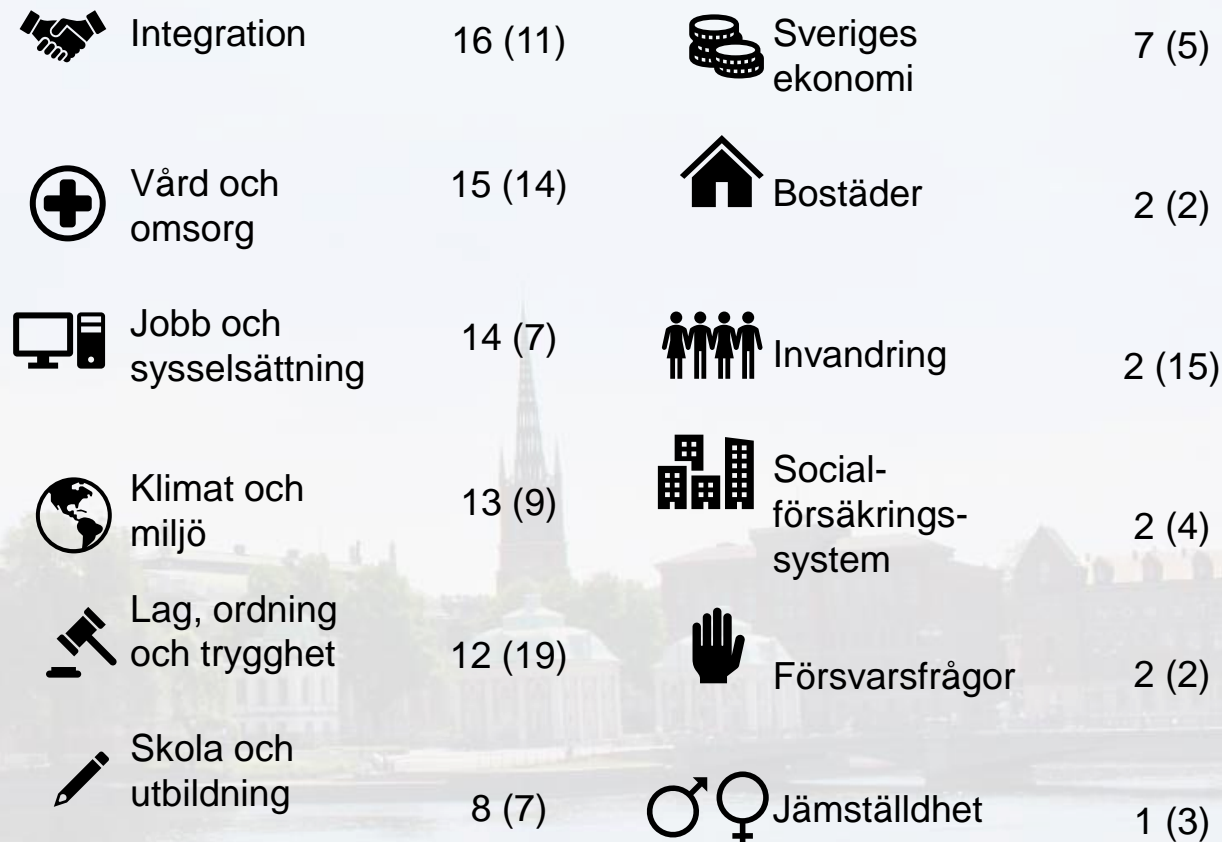 Integration 16 (11)
Vård och
omsorg 15 (14)
Jobb och
sysselsättning 14 (7)
Klimat och
miljö 13 (9)
Lag, ordning
och trygghet 12 (19)
Skola och
utbildning 8 (7)
Sveriges
ekonomi 7 (5)
Bostäder 2 (2)
Invandring 2 (15)
Social-
försäkrings-
system 2 (4)
Försvarsfrågor 2 (2)
Jämställdhet 1 (3)